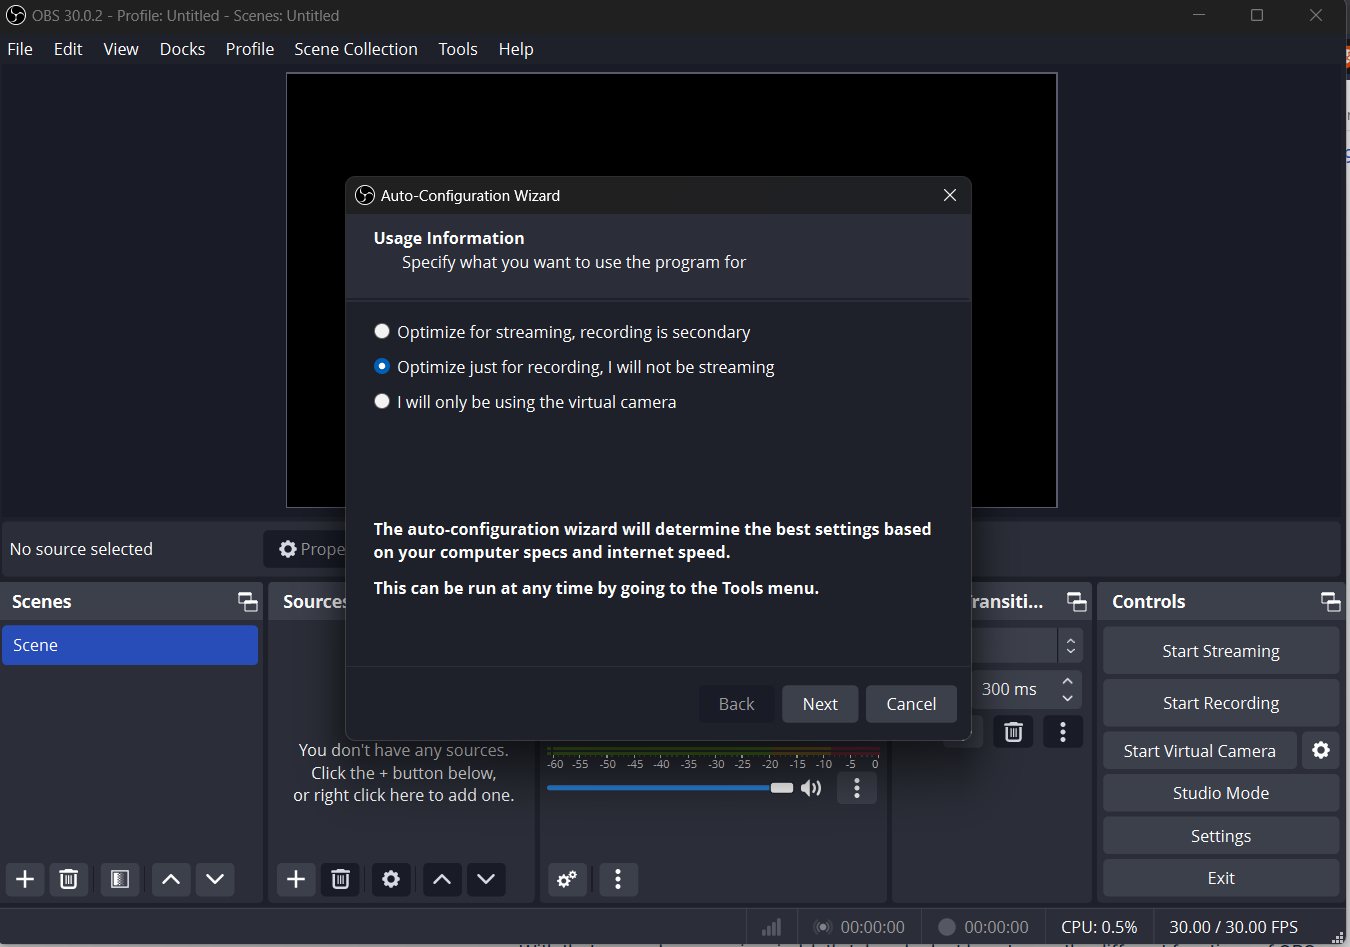 OBS 30.0.2 - Profile: Untitled - Scenes: Untitled
File Edit View Docks Profile Scene Collection Tools Help
Auto-Configuration Wizard
Usage Information
Specify what you want to use the program for
Optimize for streaming, recording is secondary
Optimize just for recording, I will not be streaming
I will only be using the virtual camera
The auto-configuration wizard will determine the best settings based
on your computer specs and internet speed.
This can be run at any time by going to the Tools menu.
Back Next Cancel
No source selected
Prope
Scenes
Scene
Sources
You don't have any sources.
Click the + button below,
or right click here to add one.
-60 -55 -50 -45 -40 -35 -30 -25 -20 -15 -10 -5 0
ransiti...
300 ms
Controls
Start Streaming
Start Recording
Start Virtual Camera
Studio Mode
Settings
Exit
00:00:00 00:00:00 CPU: 0.5% 30.00 / 30.00 FPS